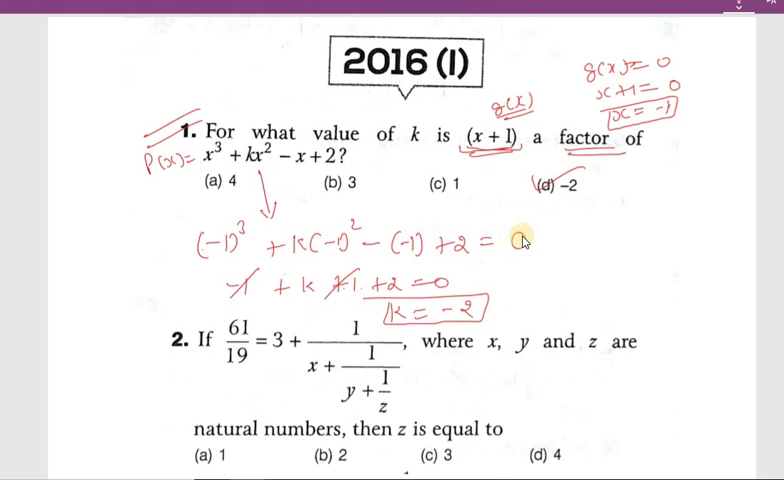 2016 (I)
g(x) = 0
x+1 = 0
x = -1
g(x)
1. For what value of k is (x + 1) a factor of
P(x) = x³ + kx² − x + 2?
(a) 4 (b) 3 (c) 1 (d) −2
(-1)³ + k(-1)² - (-1) + 2 = 0
-1 + k +1 +2 = 0
k = -2
2. If 61/19 = 3 + 1/(x + 1/(y + 1/z)), where x, y and z are
natural numbers, then z is equal to
(a) 1 (b) 2 (c) 3 (d) 4